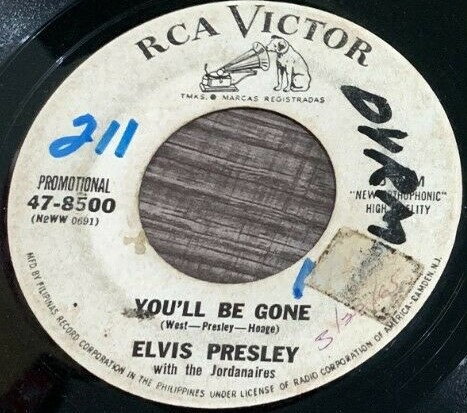 RCA VICTOR
TMKS. ® MARCAS REGISTRADAS
211
DYRM
PROMOTIONAL
47-8500
(N2WW 0691)
"NEW ORTHOPHONIC"
HIGH FIDELITY
YOU'LL BE GONE
(West—Presley—Hoage)
ELVIS PRESLEY
with the Jordanaires
MFD. BY FILIPINAS RECORD CORPORATION IN THE PHILIPPINES UNDER LICENSE OF RADIO CORPORATION OF AMERICA-CAMDEN, N.J.